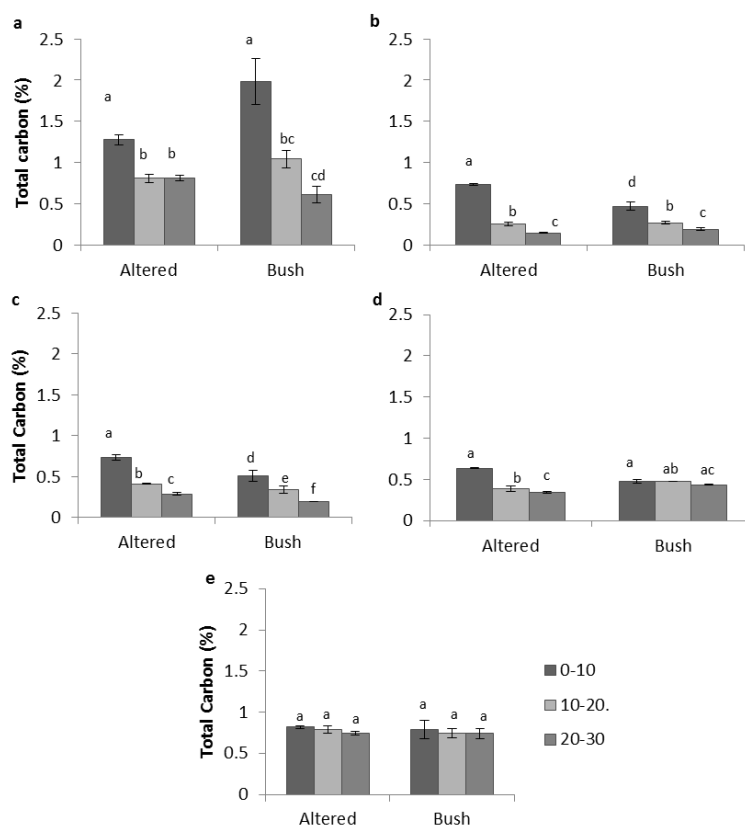 a
b
2.5
2
1.5
1
0.5
0
Total carbon (%)
a
b
b
a
bc
cd
Altered
Bush
2.5
2
1.5
1
0.5
0
a
b
c
d
b
c
Altered
Bush
c
d
2.5
2
1.5
1
0.5
0
Total Carbon (%)
a
b
c
d
e
f
Altered
Bush
2.5
2
1.5
1
0.5
0
a
b
c
a
ab
ac
Altered
Bush
e
2.5
2
1.5
1
0.5
0
Total Carbon (%)
a
a
a
a
a
a
Altered
Bush
0-10
10-20.
20-30